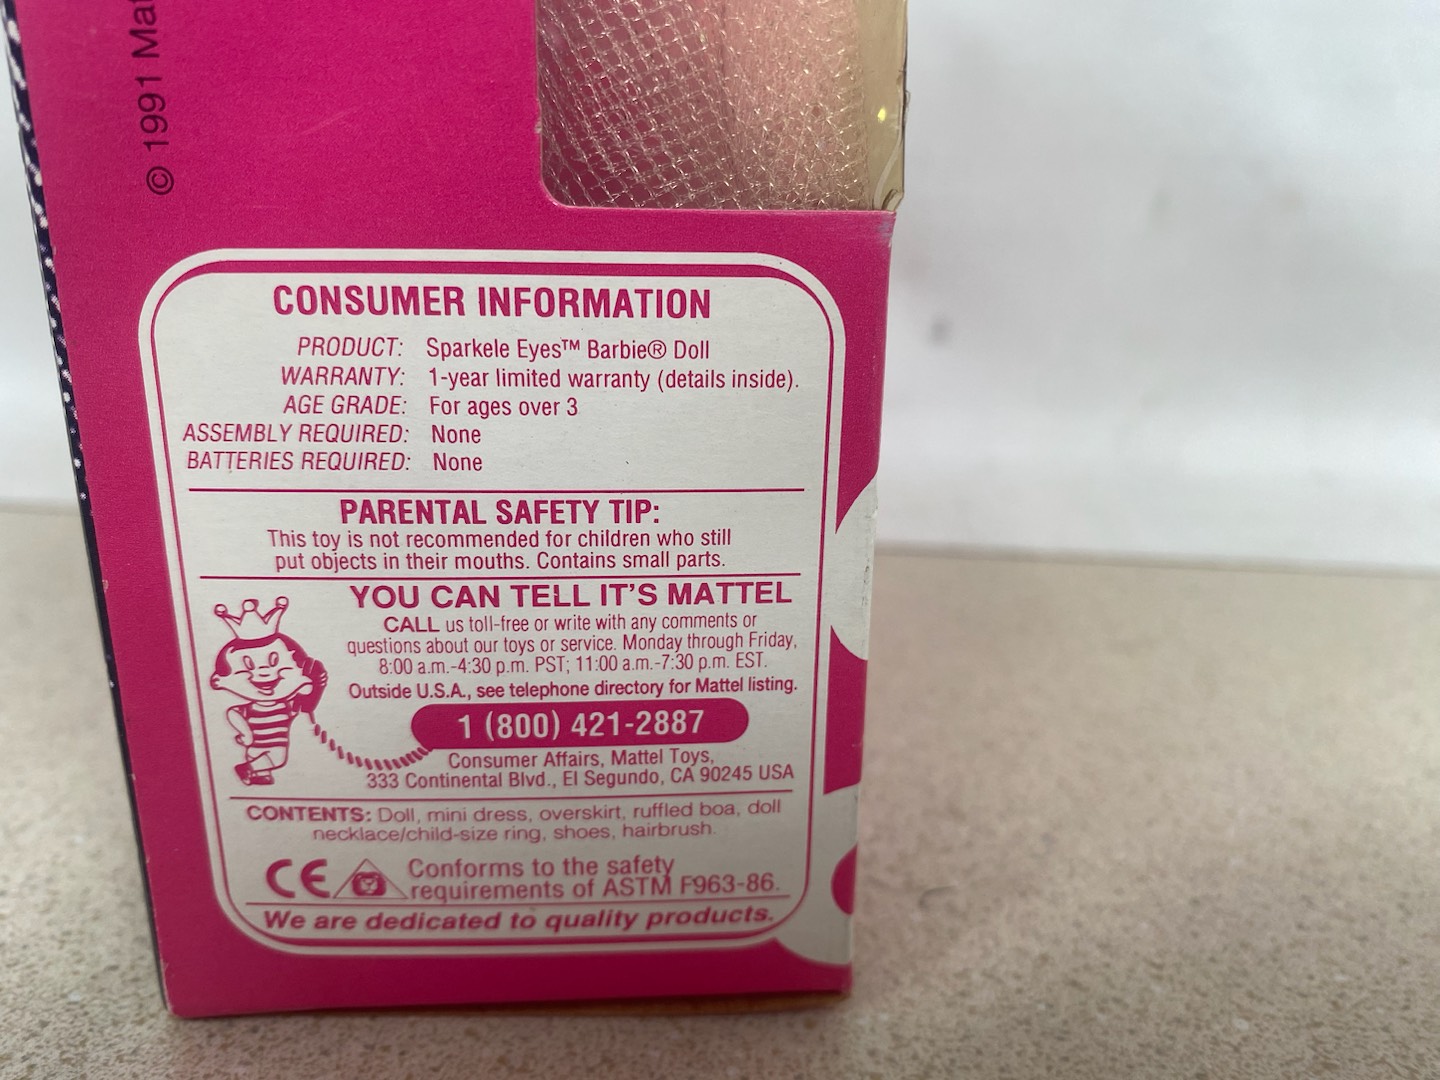 © 1991
CONSUMER INFORMATION
PRODUCT: Sparkele Eyes™ Barbie® Doll
WARRANTY: 1-year limited warranty (details inside).
AGE GRADE: For ages over 3
ASSEMBLY REQUIRED: None
BATTERIES REQUIRED: None
PARENTAL SAFETY TIP:
This toy is not recommended for children who still
put objects in their mouths. Contains small parts.
YOU CAN TELL IT'S MATTEL
CALL us toll-free or write with any comments or
questions about our toys or service. Monday through Friday,
8:00 a.m.-4:30 p.m. PST; 11:00 a.m.-7:30 p.m. EST.
Outside U.S.A., see telephone directory for Mattel listing.
1 (800) 421-2887
Consumer Affairs, Mattel Toys,
333 Continental Blvd., El Segundo, CA 90245 USA
CONTENTS: Doll, mini dress, overskirt, ruffled boa, doll
necklace/child-size ring, shoes, hairbrush.
CE Conforms to the safety
requirements of ASTM F963-86.
We are dedicated to quality products.